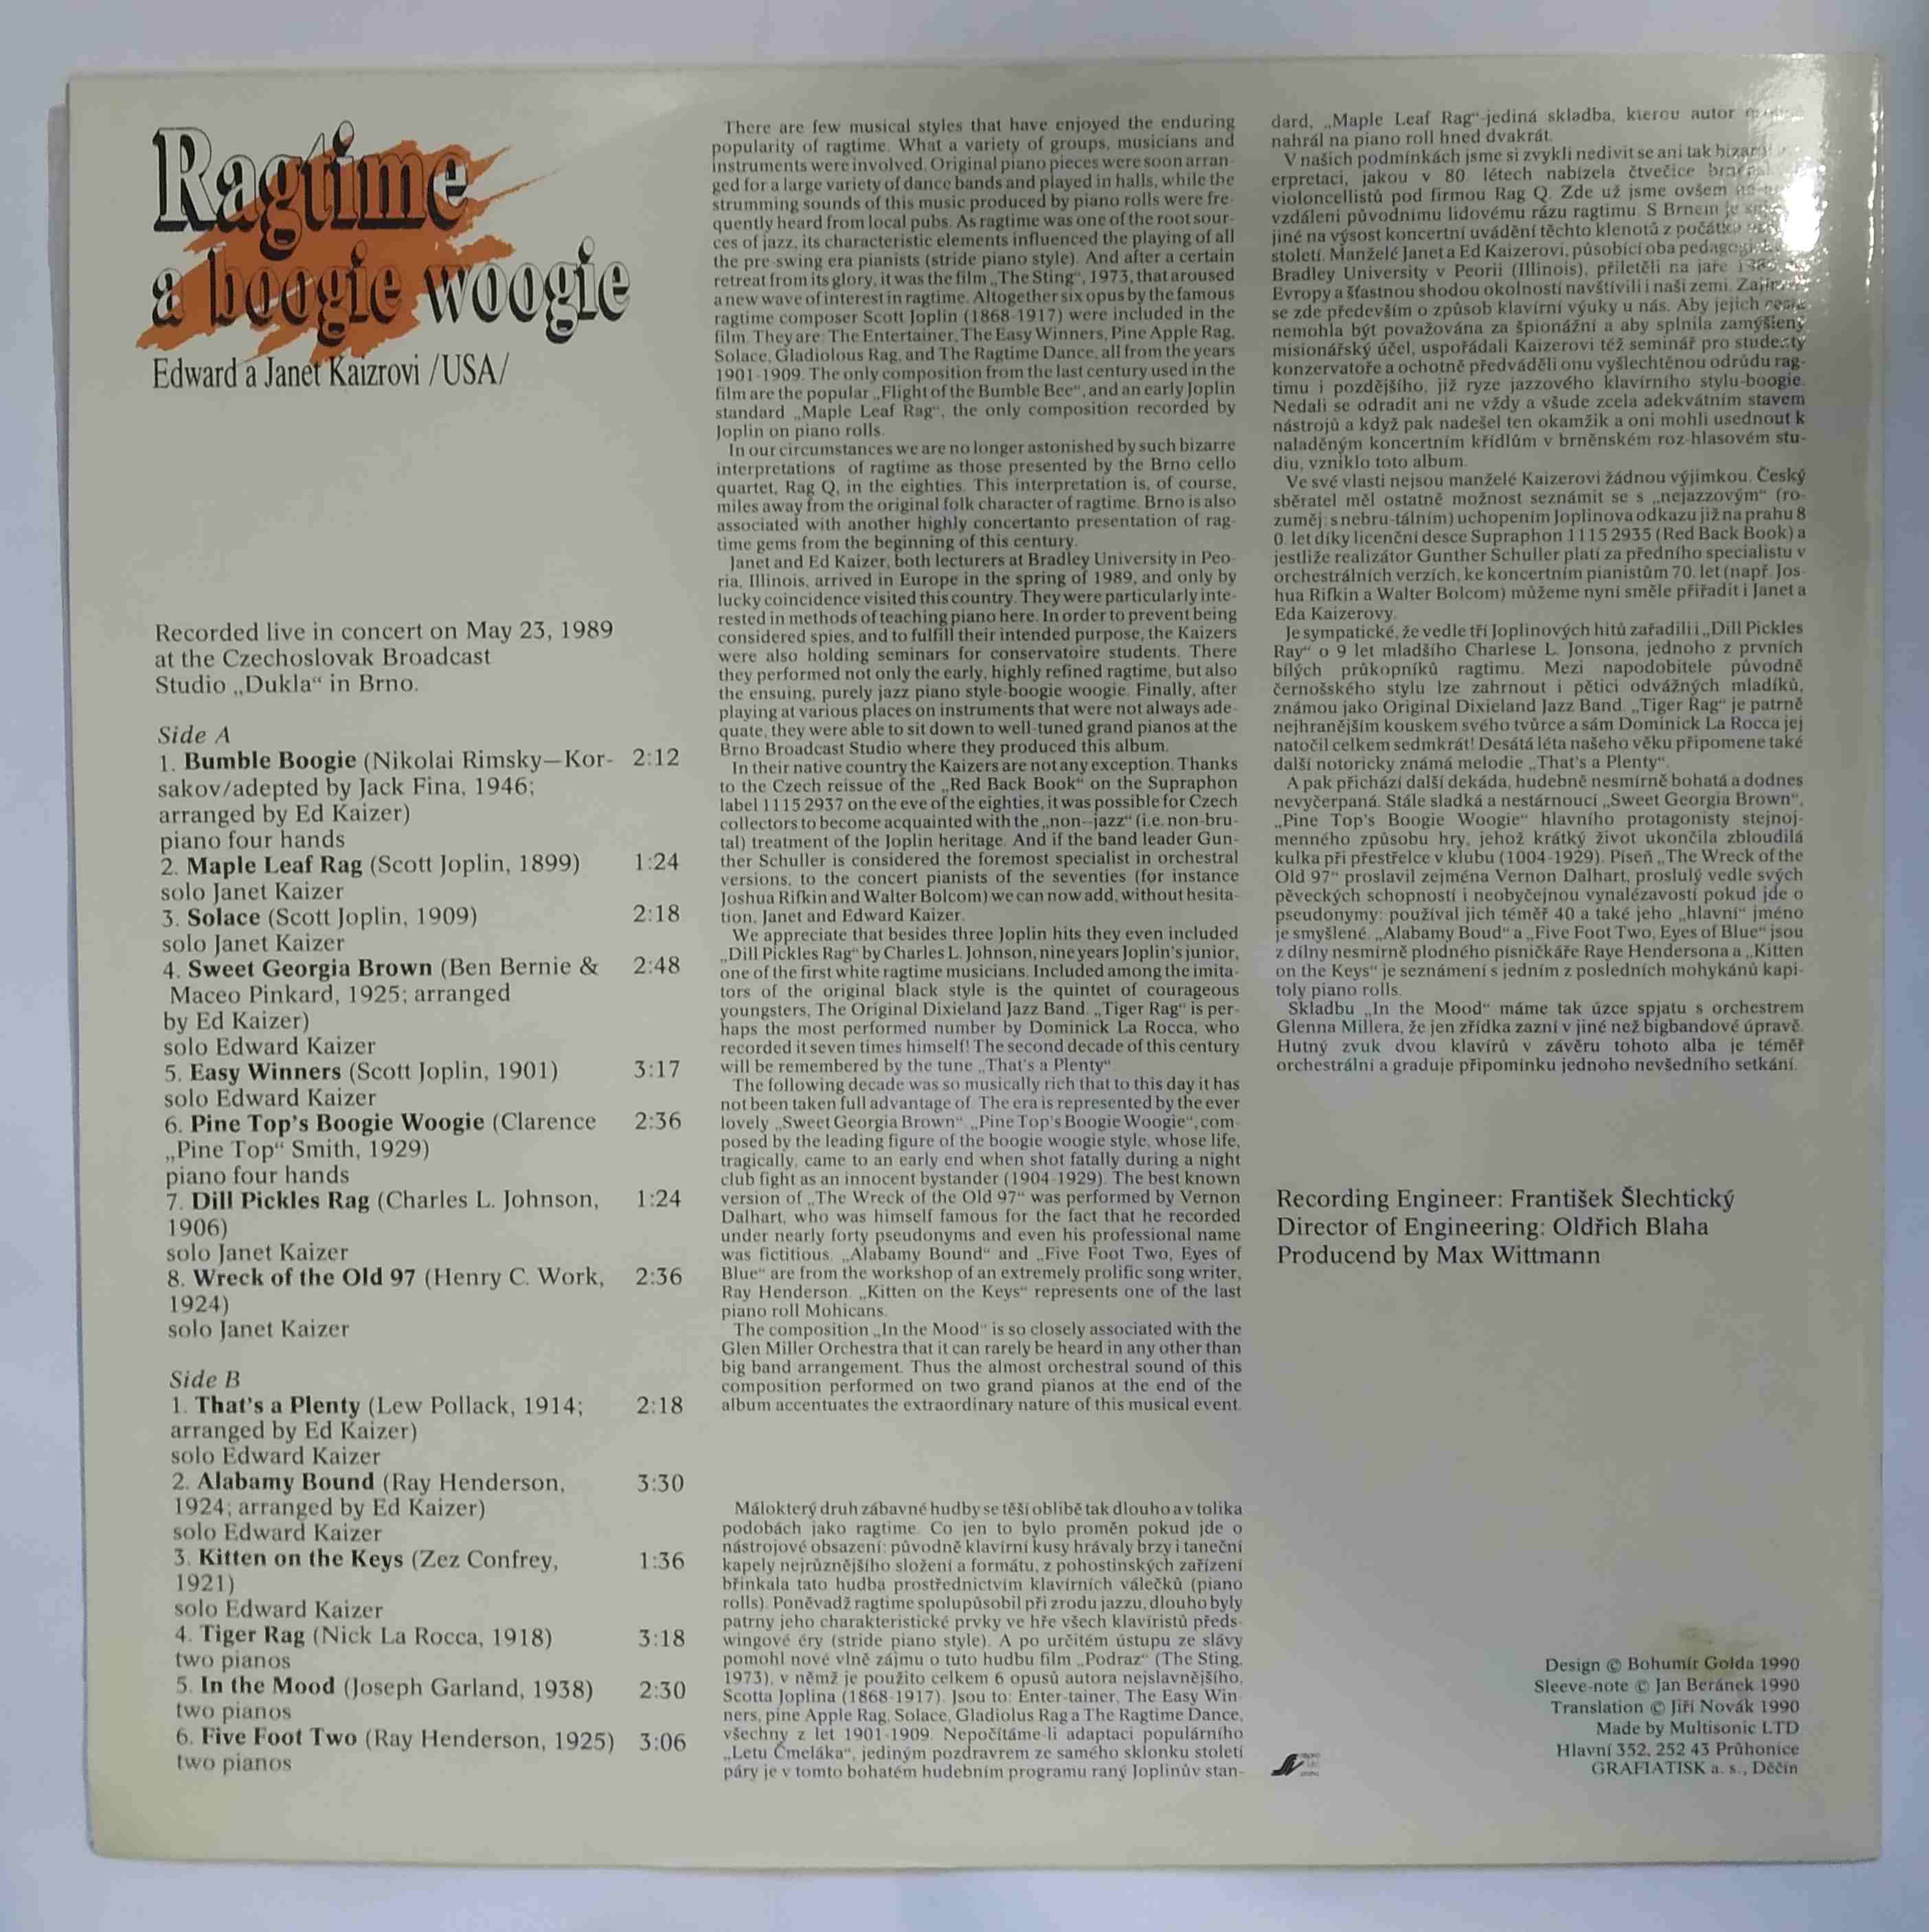 Ragtime
a boogie woogie
Edward a Janet Kaizrovi /USA/
Recorded live in concert on May 23, 1989
at the Czechoslovak Broadcast
Studio „Dukla“ in Brno.
Side A
1. Bumble Boogie (Nikolai Rimsky—Kor- 2:12
sakov/adepted by Jack Fina, 1946;
arranged by Ed Kaizer)
piano four hands
2. Maple Leaf Rag (Scott Joplin, 1899) 1:24
solo Janet Kaizer
3. Solace (Scott Joplin, 1909) 2:18
solo Janet Kaizer
4. Sweet Georgia Brown (Ben Bernie & 2:48
Maceo Pinkard, 1925; arranged
by Ed Kaizer)
solo Edward Kaizer
5. Easy Winners (Scott Joplin, 1901) 3:17
solo Edward Kaizer
6. Pine Top's Boogie Woogie (Clarence 2:36
„Pine Top“ Smith, 1929)
piano four hands
7. Dill Pickles Rag (Charles L. Johnson, 1:24
1906)
solo Janet Kaizer
8. Wreck of the Old 97 (Henry C. Work, 2:36
1924)
solo Janet Kaizer
Side B
1. That's a Plenty (Lew Pollack, 1914; 2:18
arranged by Ed Kaizer)
solo Edward Kaizer
2. Alabamy Bound (Ray Henderson, 3:30
1924; arranged by Ed Kaizer)
solo Edward Kaizer
3. Kitten on the Keys (Zez Confrey, 1:36
1921)
solo Edward Kaizer
4. Tiger Rag (Nick La Rocca, 1918) 3:18
two pianos
5. In the Mood (Joseph Garland, 1938) 2:30
two pianos
6. Five Foot Two (Ray Henderson, 1925) 3:06
two pianos
There are few musical styles that have enjoyed the enduring
popularity of ragtime. What a variety of groups, musicians and
instruments were involved. Original piano pieces were soon arran-
ged for a large variety of dance bands and played in halls, while the
strumming sounds of this music produced by piano rolls were fre-
quently heard from local pubs. As ragtime was one of the root sour-
ces of jazz, its characteristic elements influenced the playing of all
the pre-swing era pianists (stride piano style). And after a certain
retreat from its glory, it was the film „The Sting“, 1973, that aroused
a new wave of interest in ragtime. Altogether six opus by the famous
ragtime composer Scott Joplin (1868-1917) were included in the
film. They are: The Entertainer, The Easy Winners, Pine Apple Rag,
Solace, Gladiolous Rag, and The Ragtime Dance, all from the years
1901-1909. The only composition from the last century used in the
film are the popular „Flight of the Bumble Bee“, and an early Joplin
standard „Maple Leaf Rag“, the only composition recorded by
Joplin on piano rolls.
In our circumstances we are no longer astonished by such bizarre
interpretations of ragtime as those presented by the Brno cello
quartet, Rag Q, in the eighties. This interpretation is, of course,
miles away from the original folk character of ragtime. Brno is also
associated with another highly concertanto presentation of rag-
time gems from the beginning of this century.
Janet and Ed Kaizer, both lecturers at Bradley University in Peo-
ria, Illinois, arrived in Europe in the spring of 1989, and only by
lucky coincidence visited this country. They were particularly inte-
rested in methods of teaching piano here. In order to prevent being
considered spies, and to fulfill their intended purpose, the Kaizers
were also holding seminars for conservatoire students. There
they performed not only the early, highly refined ragtime, but also
the ensuing, purely jazz piano style-boogie woogie. Finally, after
playing at various places on instruments that were not always ade-
quate, they were able to sit down to well-tuned grand pianos at the
Brno Broadcast Studio where they produced this album.
In their native country the Kaizers are not any exception. Thanks
to the Czech reissue of the „Red Back Book“ on the Supraphon
label 1115 2937 on the eve of the eighties, it was possible for Czech
collectors to become acquainted with the „non--jazz“ (i.e. non-bru-
tal) treatment of the Joplin heritage. And if the band leader Gun-
ther Schuller is considered the foremost specialist in orchestral
versions, to the concert pianists of the seventies (for instance
Joshua Rifkin and Walter Bolcom) we can now add, without hesita-
tion, Janet and Edward Kaizer.
We appreciate that besides three Joplin hits they even included
„Dill Pickles Rag“ by Charles L. Johnson, nine years Joplin's junior,
one of the first white ragtime musicians. Included among the imita-
tors of the original black style is the quintet of courageous
youngsters, The Original Dixieland Jazz Band. „Tiger Rag“ is per-
haps the most performed number by Dominick La Rocca, who
recorded it seven times himself! The second decade of this century
will be remembered by the tune „That's a Plenty“.
The following decade was so musically rich that to this day it has
not been taken full advantage of. The era is represented by the ever
lovely „Sweet Georgia Brown“. „Pine Top's Boogie Woogie“, com-
posed by the leading figure of the boogie woogie style, whose life,
tragically, came to an early end when shot fatally during a night
club fight as an innocent bystander (1904-1929). The best known
version of „The Wreck of the Old 97“ was performed by Vernon
Dalhart, who was himself famous for the fact that he recorded
under nearly forty pseudonyms and even his professional name
was fictitious. „Alabamy Bound“ and „Five Foot Two, Eyes of
Blue“ are from the workshop of an extremely prolific song writer,
Ray Henderson. „Kitten on the Keys“ represents one of the last
piano roll Mohicans.
The composition „In the Mood“ is so closely associated with the
Glen Miller Orchestra that it can rarely be heard in any other than
big band arrangement. Thus the almost orchestral sound of this
composition performed on two grand pianos at the end of the
album accentuates the extraordinary nature of this musical event.
Málokterý druh zábavné hudby se těší oblibě tak dlouho a v tolika
podobách jako ragtime. Co jen to bylo proměn pokud jde o
nástrojové obsazení: původně klavírní kusy hrávaly brzy i taneční
kapely nejrůznějšího složení a formátu, z pohostinských zařízení
břinkala tato hudba prostřednictvím klavírních válečků (piano
rolls). Poněvadž ragtime spolupůsobil při zrodu jazzu, dlouho byly
patrny jeho charakteristické prvky ve hře všech klavíristů předs-
wingové éry (stride piano style). A po určitém ústupu ze slávy
pomohl nové vlně zájmu o tuto hudbu film „Podraz“ (The Sting,
1973), v němž je použito celkem 6 opusů autora nejslavnějšího,
Scotta Joplina (1868-1917). Jsou to: Enter-tainer, The Easy Win-
ners, pine Apple Rag, Solace, Gladiolus Rag a The Ragtime Dance,
všechny z let 1901-1909. Nepočítáme-li adaptaci populárního
„Letu Čmeláka“, jediným pozdravrem ze samého sklonku století
páry je v tomto bohatém hudebním programu raný Joplinův stan-
dard, „Maple Leaf Rag“-jediná skladba, kterou autor
nahrál na piano roll hned dvakrát.
V našich podmínkách jsme si zvykli nedivit se ani tak
erpretaci, jakou v 80. létech nabízela čtveřice
violoncellistů pod firmou Rag Q. Zde už jsme ovšem
vzdáleni původnímu lidovému rázu ragtimu. S Brnem je
jiné na výsost koncertní uvádění těchto klenotů z
století. Manželé Janet a Ed Kaizerovi, působící oba
Bradley University v Peorii (Illinois), přiletěli na jaře
Evropy a šťastnou shodou okolností navštívili i naši zemi.
se zde především o způsob klavírní výuky u nás. Aby jejich
nemohla být považována za špionážní a aby splnila zamýšlený
misionářský účel, uspořádali Kaizerovi též seminář pro studenty
konzervatoře a ochotně předváděli onu vyšlechtěnou odrůdu rag-
timu i pozdějšího, již ryze jazzového klavírního stylu-boogie.
Nedali se odradit ani ne vždy a všude zcela adekvátním stavem
nástrojů a když pak nadešel ten okamžik a oni mohli usednout k
naladěným koncertním křídlům v brněnském roz-hlasovém stu-
diu, vzniklo toto album.
Ve své vlasti nejsou manželé Kaizerovi žádnou výjimkou. Český
sběratel měl ostatně možnost seznámit se s „nejazzovým“ (ro-
zuměj: s nebru-tálním) uchopením Joplinova odkazu již na prahu 8
0. let díky licenční desce Supraphon 1115 2935 (Red Back Book) a
jestliže realizátor Gunther Schuller platí za předního specialistu v
orchestrálních verzích, ke koncertním pianistům 70. let (např. Jos-
hua Rifkin a Walter Bolcom) můžeme nyní směle přiřadit i Janet a
Eda Kaizerovy.
Je sympatické, že vedle tří Joplinových hitů zařadili i „Dill Pickles
Ray“ o 9 let mladšího Charlese L. Jonsona, jednoho z prvních
bílých průkopníků ragtimu. Mezi napodobitele původně
černošského stylu lze zahrnout i pětici odvážných mladíků,
známou jako Original Dixieland Jazz Band. „Tiger Rag“ je patrně
nejhranějším kouskem svého tvůrce a sám Dominick La Rocca jej
natočil celkem sedmkrát! Desátá léta našeho věku připomene také
další notoricky známá melodie „That's a Plenty“.
A pak přichází další dekáda, hudebně nesmírně bohatá a dodnes
nevyčerpaná. Stále sladká a nestárnoucí „Sweet Georgia Brown“,
„Pine Top's Boogie Woogie“ hlavního protagonisty stejnoj-
menného způsobu hry, jehož krátký život ukončila zbloudilá
kulka při přestřelce v klubu (1004-1929). Píseň „The Wreck of the
Old 97“ proslavil zejména Vernon Dalhart, proslulý vedle svých
pěveckých schopností i neobyčejnou vynalézavostí pokud jde o
pseudonymy: používal jich téměř 40 a také jeho „hlavní“ jméno
je smyšlené. „Alabamy Boud“ a „Five Foot Two, Eyes of Blue“ jsou
z dílny nesmírně plodného písničkáře Raye Hendersona a „Kitten
on the Keys“ je seznámení s jedním z posledních mohykánů kapi-
toly piano rolls.
Skladbu „In the Mood“ máme tak úzce spjatu s orchestrem
Glenna Millera, že jen zřídka zazní v jiné než bigbandové úpravě.
Hutný zvuk dvou klavírů v závěru tohoto alba je téměř
orchestrální a graduje připomínku jednoho nevšedního setkání.
Recording Engineer: František Šlechtický
Director of Engineering: Oldřich Blaha
Producend by Max Wittmann
Design © Bohumír Golda 1990
Sleeve-note © Jan Beránek 1990
Translation © Jiří Novák 1990
Made by Multisonic LTD
Hlavní 352, 252 43 Průhonice
GRAFIATISK a. s., Děčín